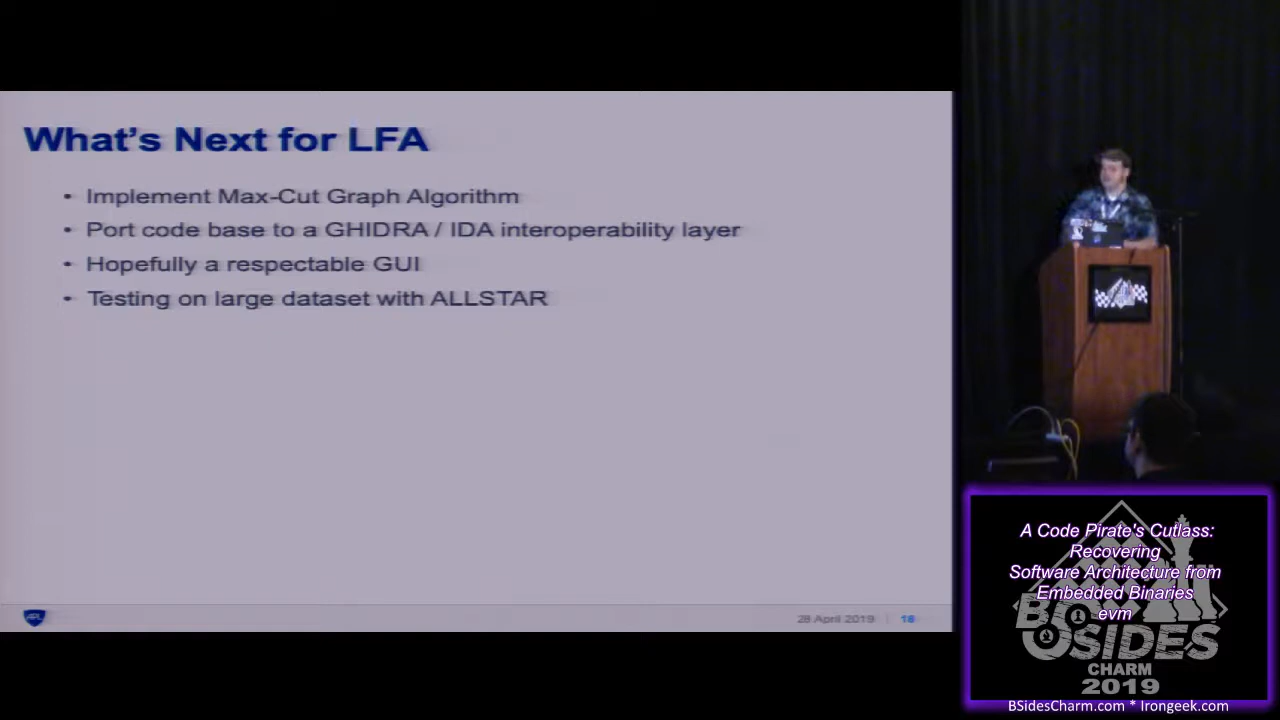 What's Next for LFA
• Implement Max-Cut Graph Algorithm
• Port code base to a GHIDRA / IDA interoperability layer
• Hopefully a respectable GUI
• Testing on large dataset with ALLSTAR
APL
28 April 2019 | 18
A Code Pirate's Cutlass:
Recovering
Software Architecture from
Embedded Binaries
evm
BSIDES
CHARM
2019
BSidesCharm.com * Irongeek.com